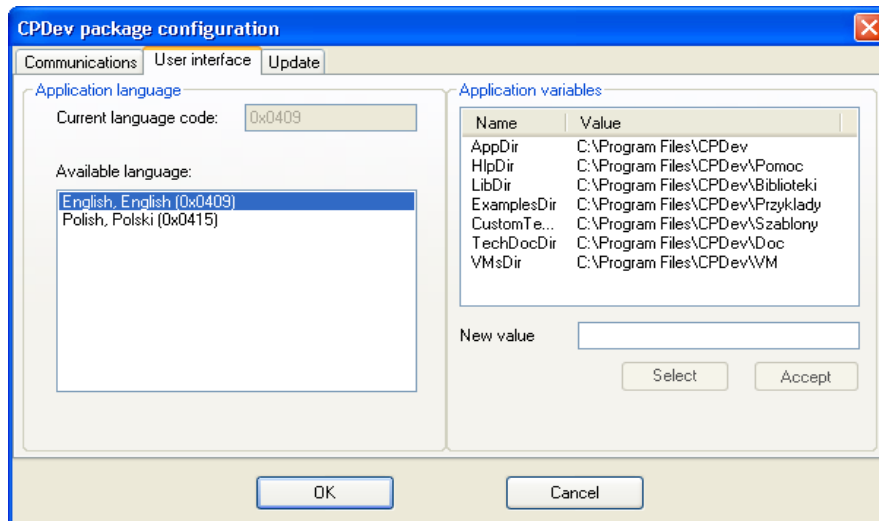 CPDev package configuration
Communications User interface Update
Application language
Current language code: 0x0409
Available language:
English, English (0x0409)
Polish, Polski (0x0415)
Application variables
Name Value
AppDir C:\Program Files\CPDev
HlpDir C:\Program Files\CPDev\Pomoc
LibDir C:\Program Files\CPDev\Biblioteki
ExamplesDir C:\Program Files\CPDev\Przyklady
CustomTe... C:\Program Files\CPDev\Szablony
TechDocDir C:\Program Files\CPDev\Doc
VMsDir C:\Program Files\CPDev\VM
New value
Select Accept
OK Cancel